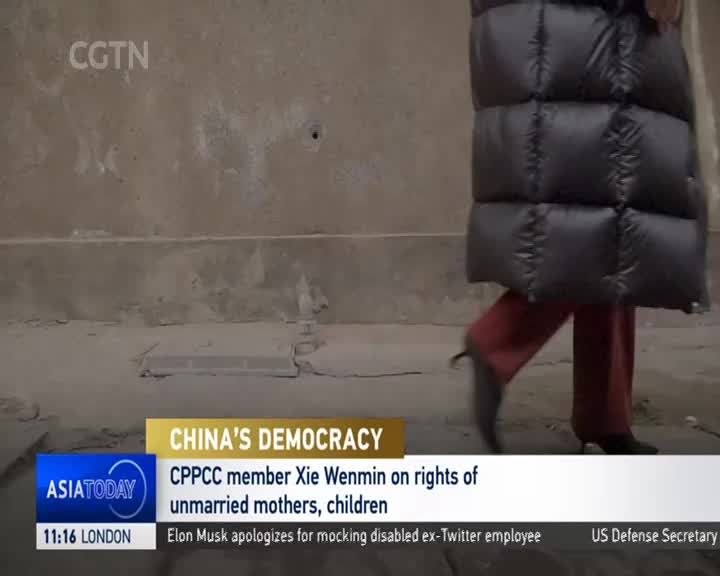 CGTN
CHINA'S DEMOCRACY
CPPCC member Xie Wenmin on rights of
unmarried mothers, children
ASIATODAY
11:16 LONDON
Elon Musk apologizes for mocking disabled ex-Twitter employee
US Defense Secretary